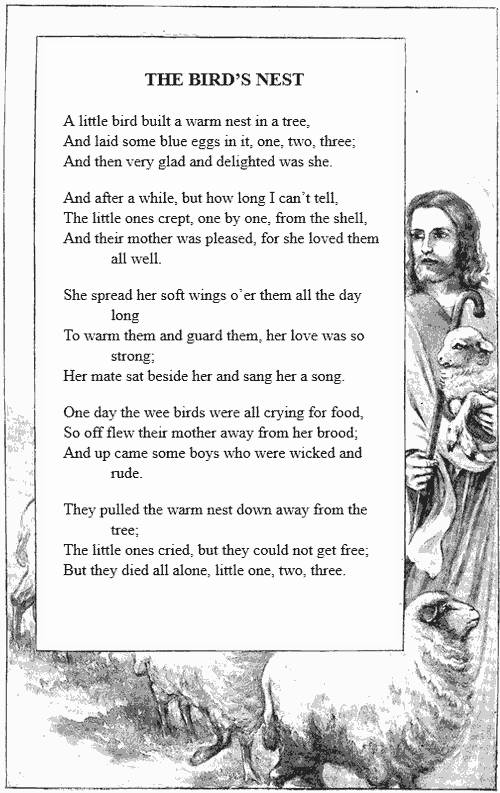 THE BIRD'S NEST
A little bird built a warm nest in a tree,
And laid some blue eggs in it, one, two, three;
And then very glad and delighted was she.
And after a while, but how long I can't tell,
The little ones crept, one by one, from the shell,
And their mother was pleased, for she loved them
all well.
She spread her soft wings o'er them all the day
long
To warm them and guard them, her love was so
strong;
Her mate sat beside her and sang her a song.
One day the wee birds were all crying for food,
So off flew their mother away from her brood;
And up came some boys who were wicked and
rude.
They pulled the warm nest down away from the
tree;
The little ones cried, but they could not get free;
But they died all alone, little one, two, three.